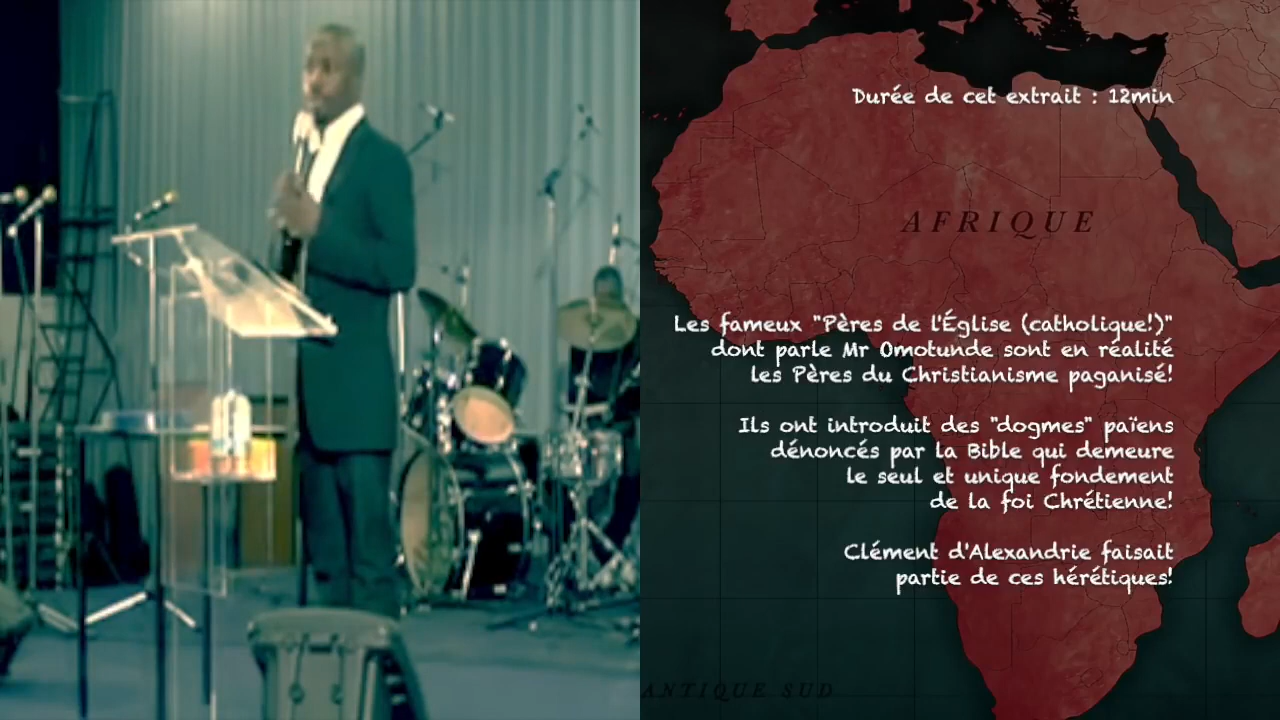 Durée de cet extrait : 12min
AFRIQUE
Les fameux "Pères de l'Église (catholique!)"
dont parle Mr Omotunde sont en réalité
les Pères du Christianisme paganisé!
Ils ont introduit des "dogmes" païens
dénoncés par la Bible qui demeure
le seul et unique fondement
de la foi Chrétienne!
Clément d'Alexandrie faisait
partie de ces hérétiques!
ANTIQUE SUD